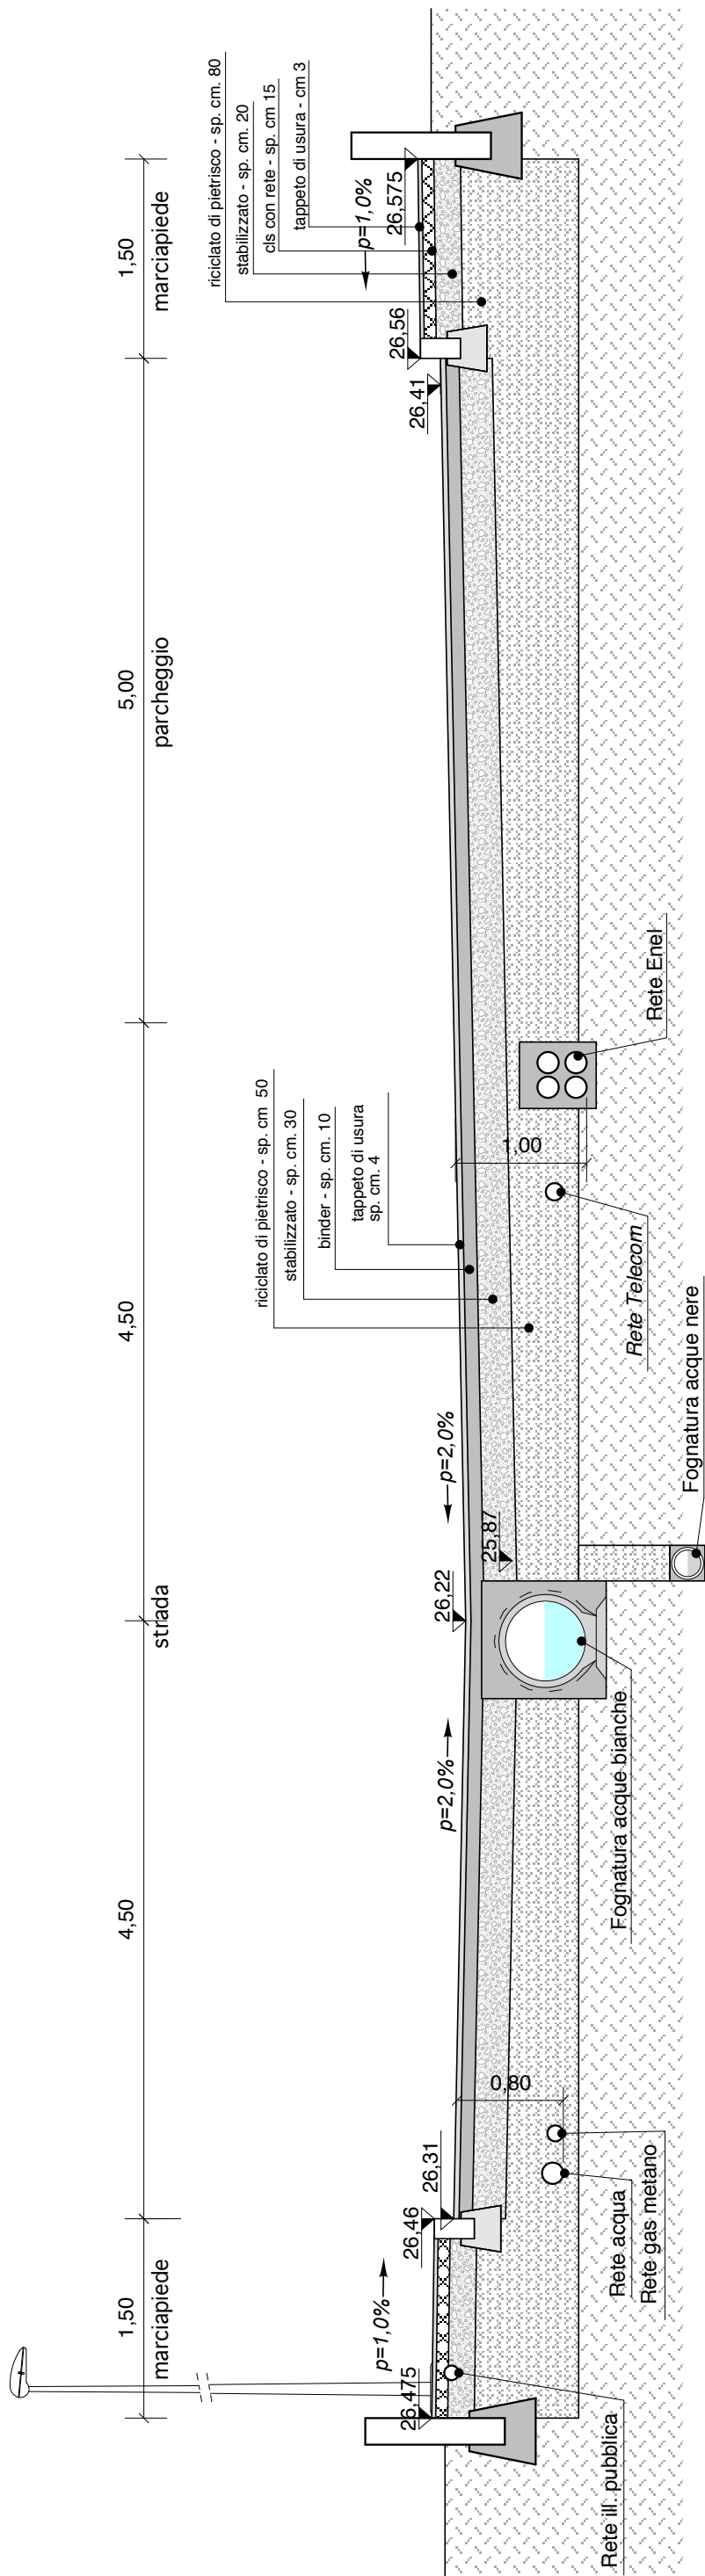 1,50
marciapiede
4,50
strada
4,50
5,00
parcheggio
1,50
marciapiede
26,475
p=1,0%
26,46
26,31
0,80
p=2,0%
26,22
25,87
p=2,0%
riciclato di pietrisco - sp. cm 50
stabilizzato - sp. cm. 30
binder - sp. cm. 10
tappeto di usura
sp. cm. 4
1,00
26,41
26,56
p=1,0%
26,575
riciclato di pietrisco - sp. cm. 80
stabilizzato - sp. cm. 20
cls con rete - sp. cm 15
tappeto di usura - cm 3
Rete ill. pubblica
Rete acqua
Rete gas metano
Fognatura acque bianche
Fognatura acque nere
Rete Telecom
Rete Enel